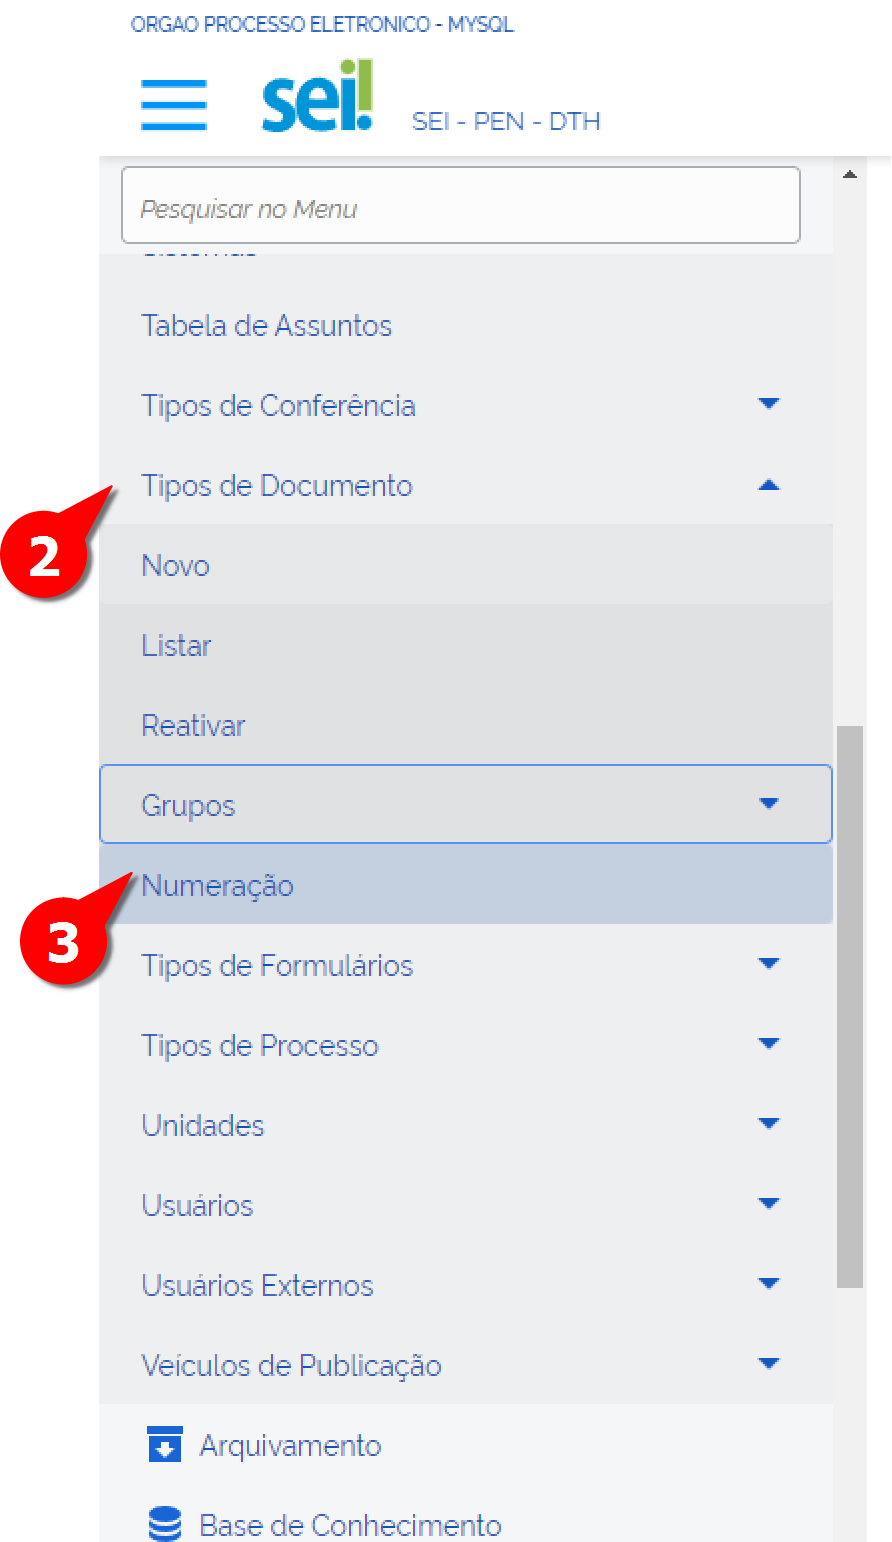 ORGAO PROCESSO ELETRONICO - MYSQL
sei!
SEI - PEN - DTH
Pesquisar no Menu
Tabela de Assuntos
Tipos de Conferência
Tipos de Documento
2
Novo
Listar
Reativar
Grupos
Numeração
3
Tipos de Formulários
Tipos de Processo
Unidades
Usuários
Usuários Externos
Veículos de Publicação
Arquivamento
Base de Conhecimento